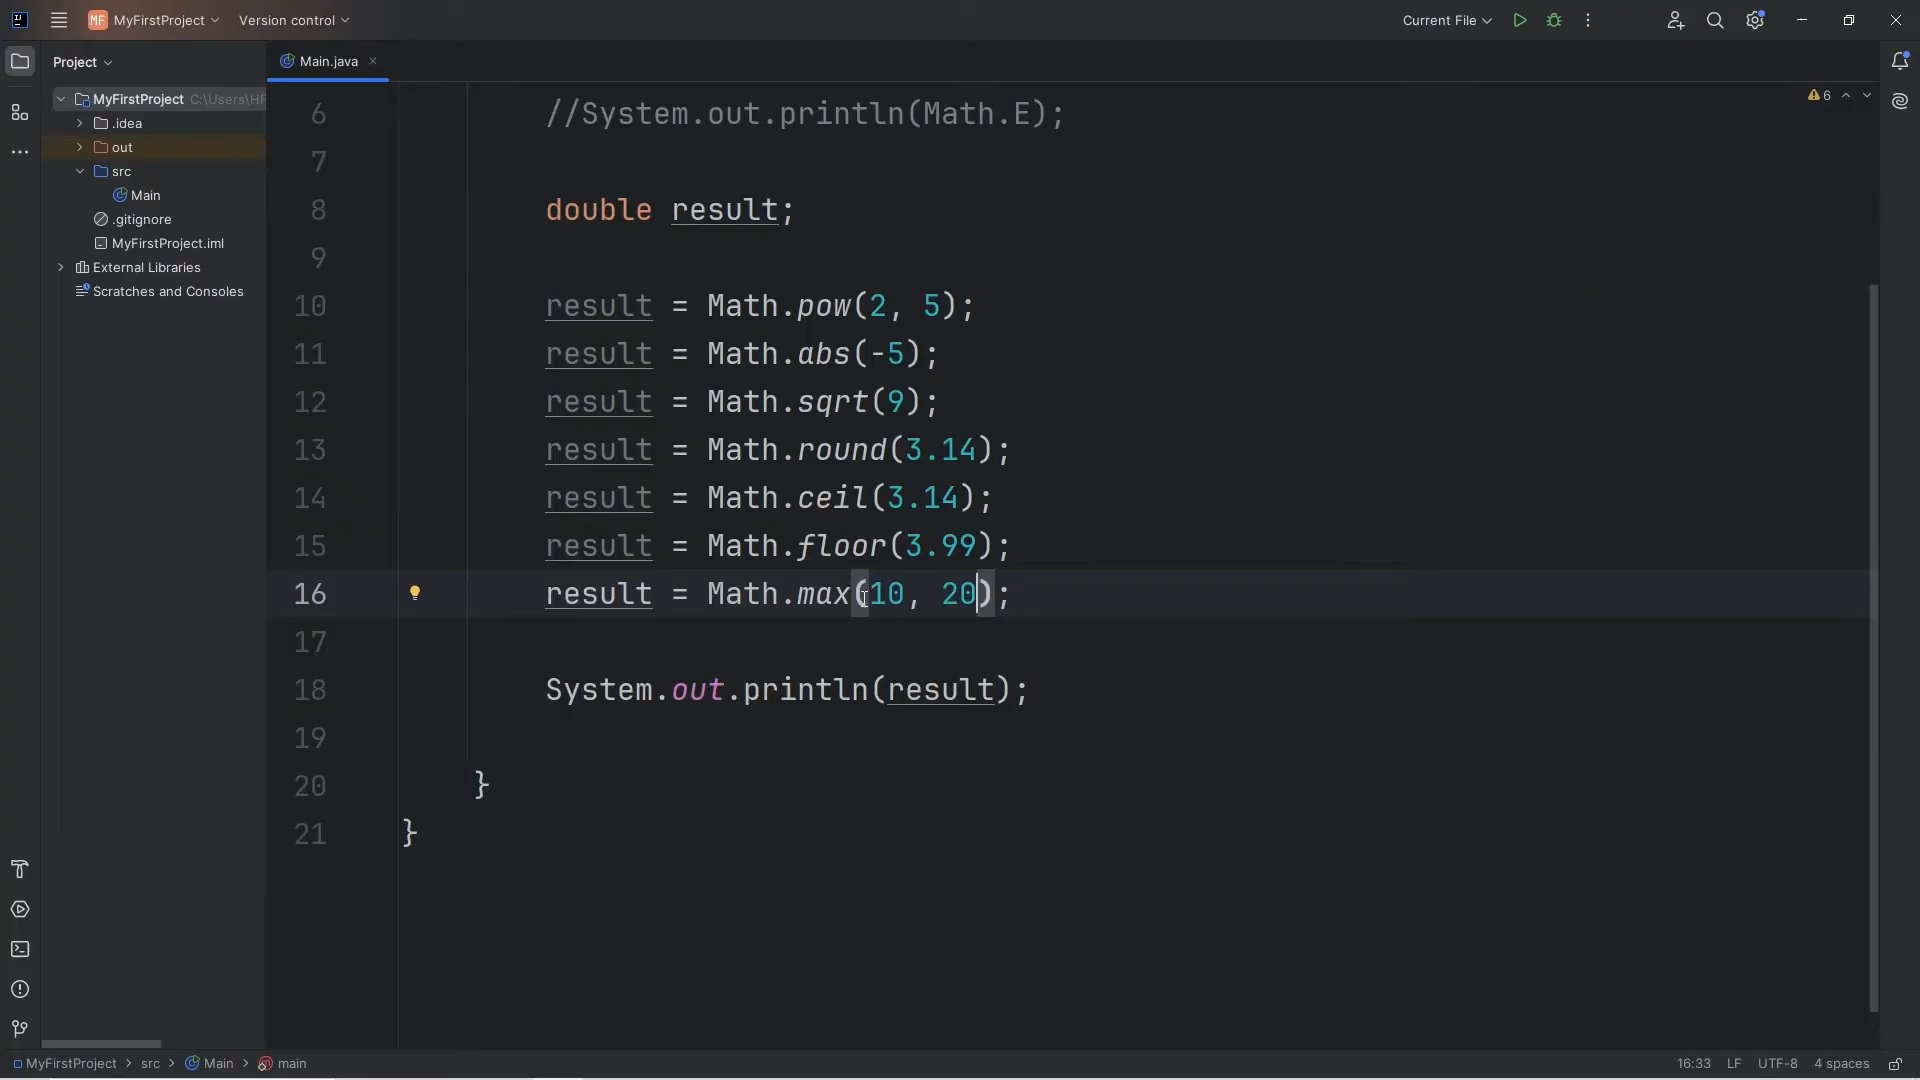 MF MyFirstProject Version control Current File
Project Main.java
MyFirstProject C:\Users\HP
.idea
out
src
Main
.gitignore
MyFirstProject.iml
External Libraries
Scratches and Consoles
6
6 //System.out.println(Math.E);
7
8 double result;
9
10 result = Math.pow(2, 5);
11 result = Math.abs(-5);
12 result = Math.sqrt(9);
13 result = Math.round(3.14);
14 result = Math.ceil(3.14);
15 result = Math.floor(3.99);
16 result = Math.max(10, 20);
17
18 System.out.println(result);
19
20 }
21 }
MyFirstProject > src > Main > main 16:33 LF UTF-8 4 spaces